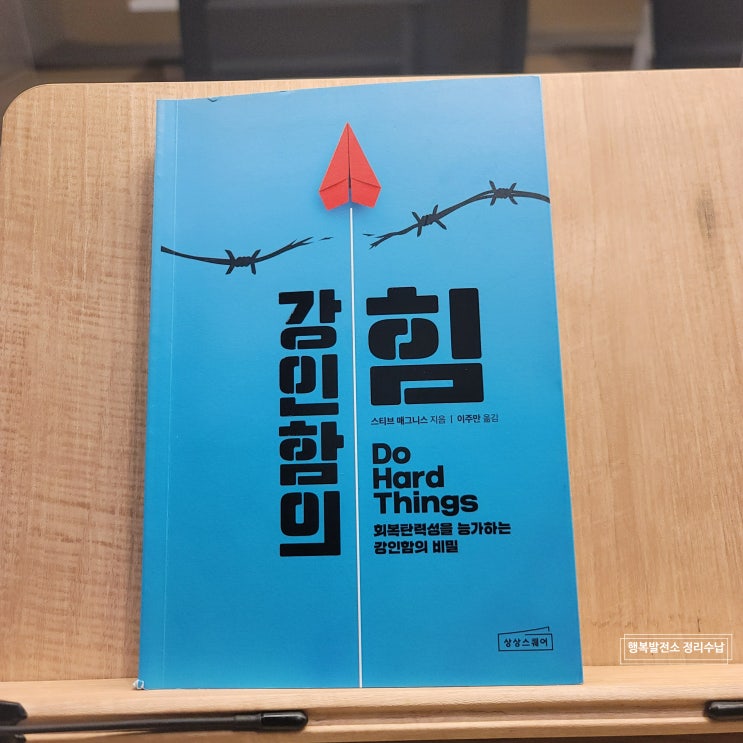 강인함의
힘
스티브 매그니스 지음 | 이주만 옮김
Do
Hard
Things
회복탄력성을 능가하는
강인함의 비밀
상상스퀘어
행복발전소 정리수납